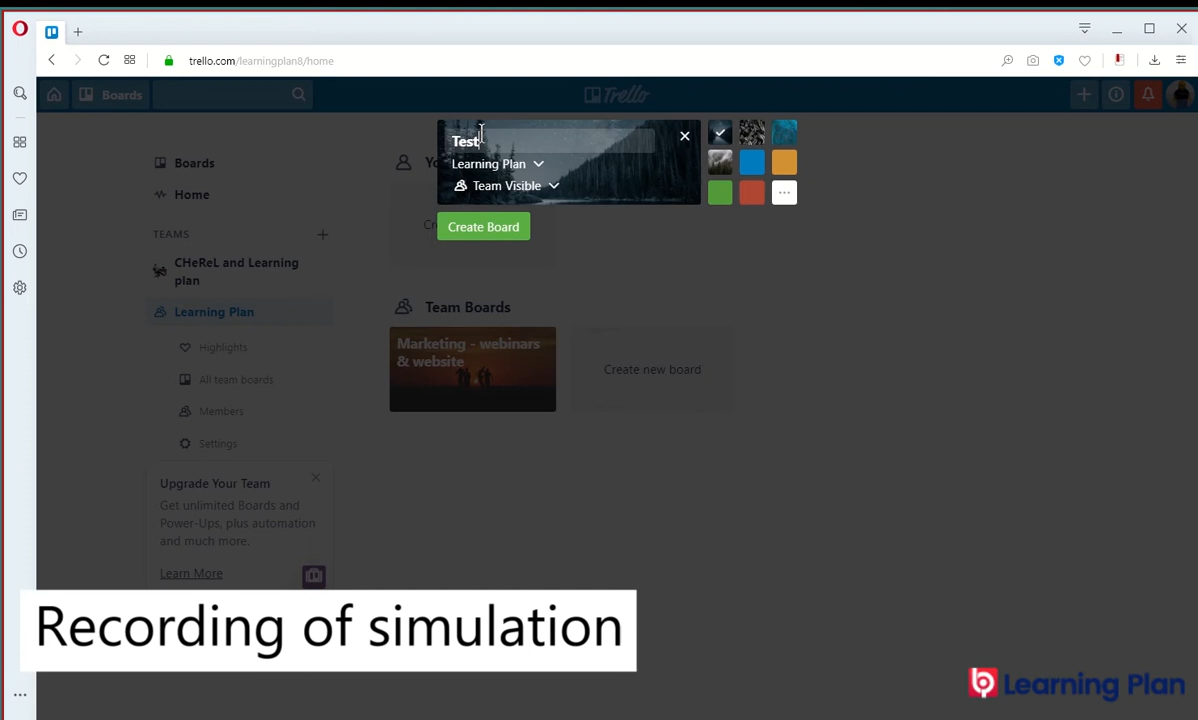 trello.com/learningplan8/home
Boards
Trello
Test
Learning Plan
Team Visible
Create Board
Boards
Home
TEAMS
CHeReL and Learning
plan
Learning Plan
Highlights
All team boards
Members
Settings
Upgrade Your Team
Get unlimited Boards and
Power-Ups, plus automation
and much more.
Learn More
Team Boards
Marketing - webinars
& website
Create new board
Recording of simulation
Learning Plan